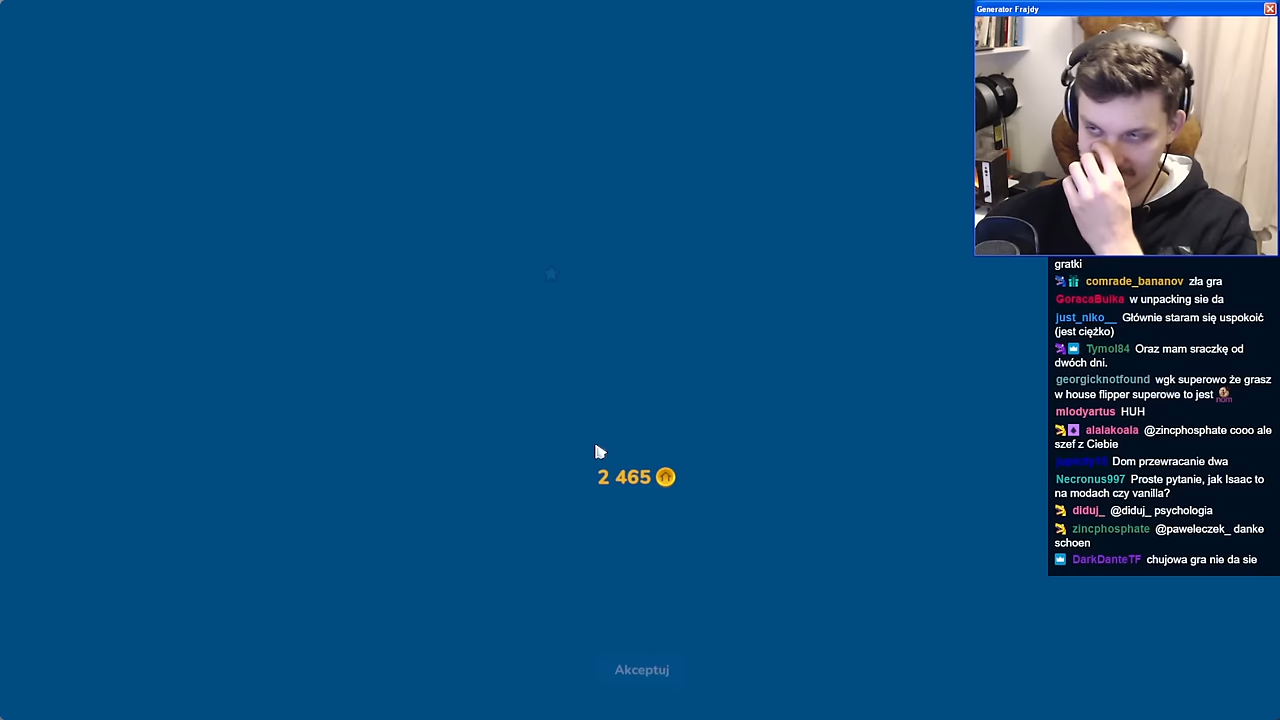 Generator Frajdy
gratki
comrade_bananov zła gra
GoracaBulka w unpacking sie da
just_niko__ Głównie staram się uspokoić
(jest ciężko)
Tymol84 Oraz mam sraczkę od
dwóch dni.
georgicknotfound wgk superowo że grasz
w house flipper superowe to jest
mlodyartus HUH
alalakoala @zincphosphate cooo ale
szef z Ciebie
Dom przewracanie dwa
Necronus997 Proste pytanie, jak Isaac to
na modach czy vanilla?
diduj_ @diduj_ psychologia
zincphosphate @paweleczek_ danke
schoen
DarkDanteTF chujowa gra nie da sie
2 465
Akceptuj